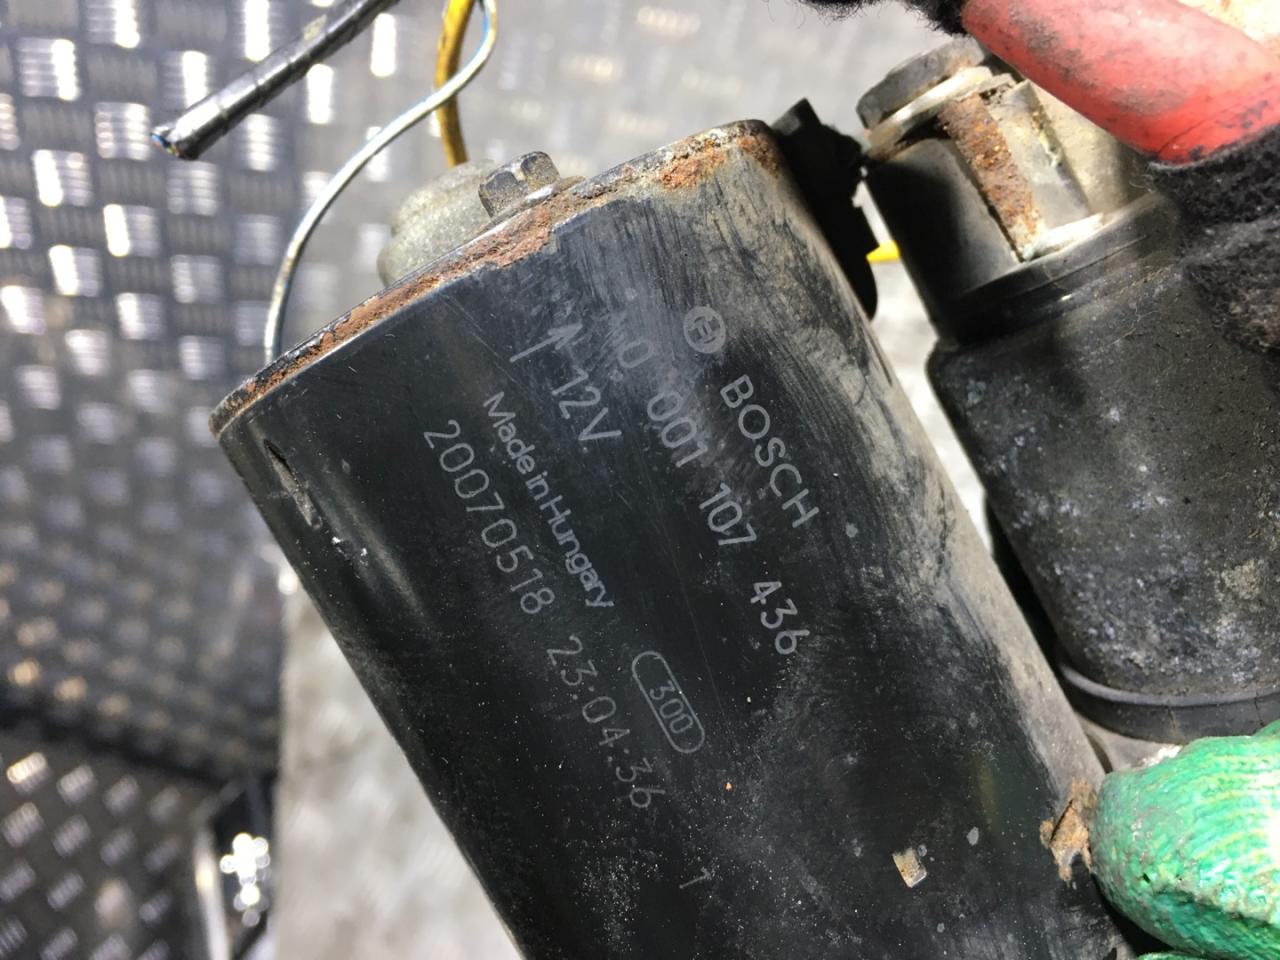 BOSCH
0 001 107 436
12V
Made in Hungary
300
20070518 23:04:36 1